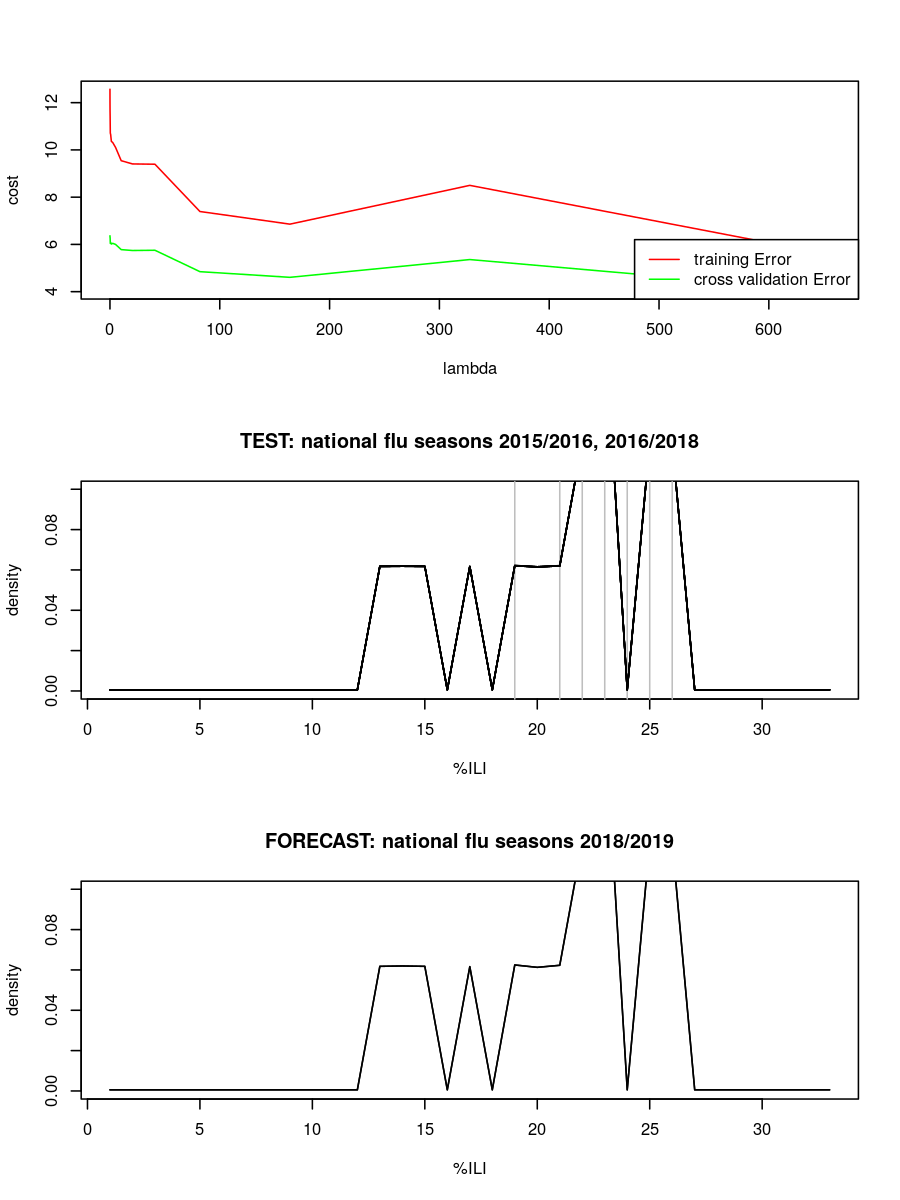 12
10
8
6
4
cost
training Error
cross validation Error
0 100 200 300 400 500 600
lambda
TEST: national flu seasons 2015/2016, 2016/2018
0.08
0.04
0.00
density
0 5 10 15 20 25 30
%ILI
FORECAST: national flu seasons 2018/2019
0.08
0.04
0.00
density
0 5 10 15 20 25 30
%ILI